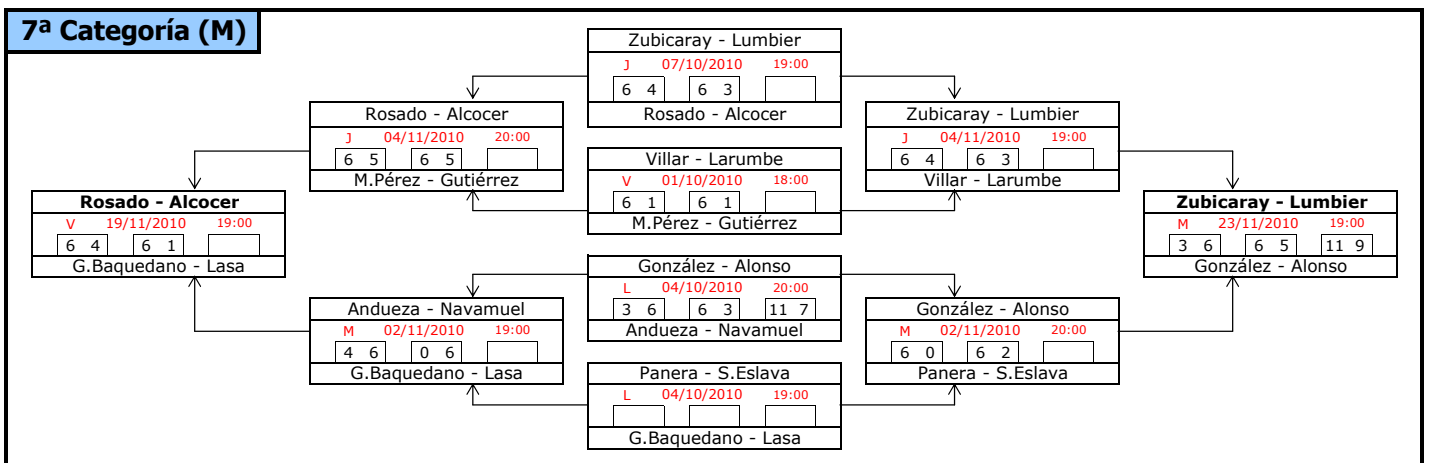 7ª Categoría (M)
Zubicaray - Lumbier
J 07/10/2010 19:00
6 4 6 3
Rosado - Alcocer
Rosado - Alcocer
J 04/11/2010 20:00
6 5 6 5
M.Pérez - Gutiérrez
Zubicaray - Lumbier
J 04/11/2010 19:00
6 4 6 3
Villar - Larumbe
Villar - Larumbe
V 01/10/2010 18:00
6 1 6 1
M.Pérez - Gutiérrez
Rosado - Alcocer
V 19/11/2010 19:00
6 4 6 1
G.Baquedano - Lasa
Zubicaray - Lumbier
M 23/11/2010 19:00
3 6 6 5 11 9
González - Alonso
González - Alonso
L 04/10/2010 20:00
3 6 6 3 11 7
Andueza - Navamuel
Andueza - Navamuel
M 02/11/2010 19:00
4 6 0 6
G.Baquedano - Lasa
González - Alonso
M 02/11/2010 20:00
6 0 6 2
Panera - S.Eslava
Panera - S.Eslava
L 04/10/2010 19:00
G.Baquedano - Lasa